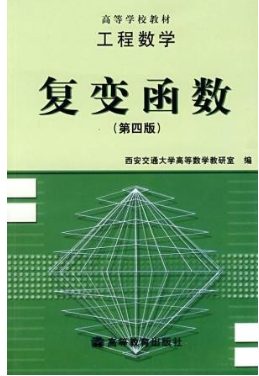 高等学校教材
工程数学
复变函数
(第四版)
西安交通大学高等数学教研室 编
高等教育出版社